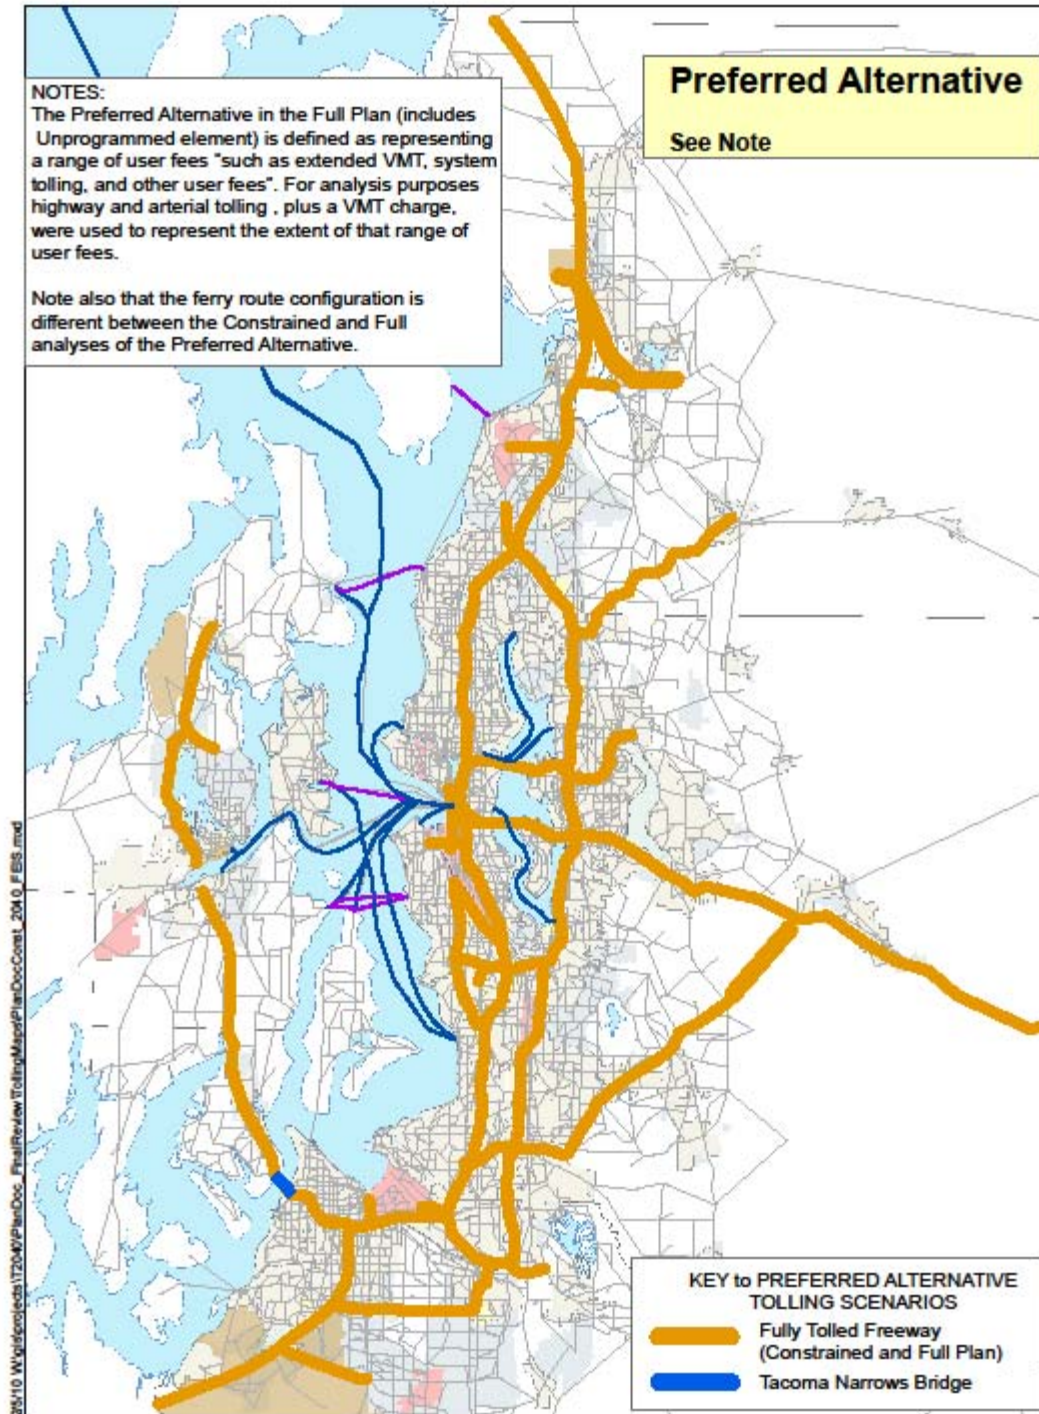 Preferred Alternative
See Note
NOTES:
The Preferred Alternative in the Full Plan (includes
Unprogrammed element) is defined as representing
a range of user fees "such as extended VMT, system
tolling, and other user fees". For analysis purposes
highway and arterial tolling , plus a VMT charge,
were used to represent the extent of that range of
user fees.
Note also that the ferry route configuration is
different between the Constrained and Full
analyses of the Preferred Alternative.
KEY to PREFERRED ALTERNATIVE
TOLLING SCENARIOS
Fully Tolled Freeway
(Constrained and Full Plan)
Tacoma Narrows Bridge